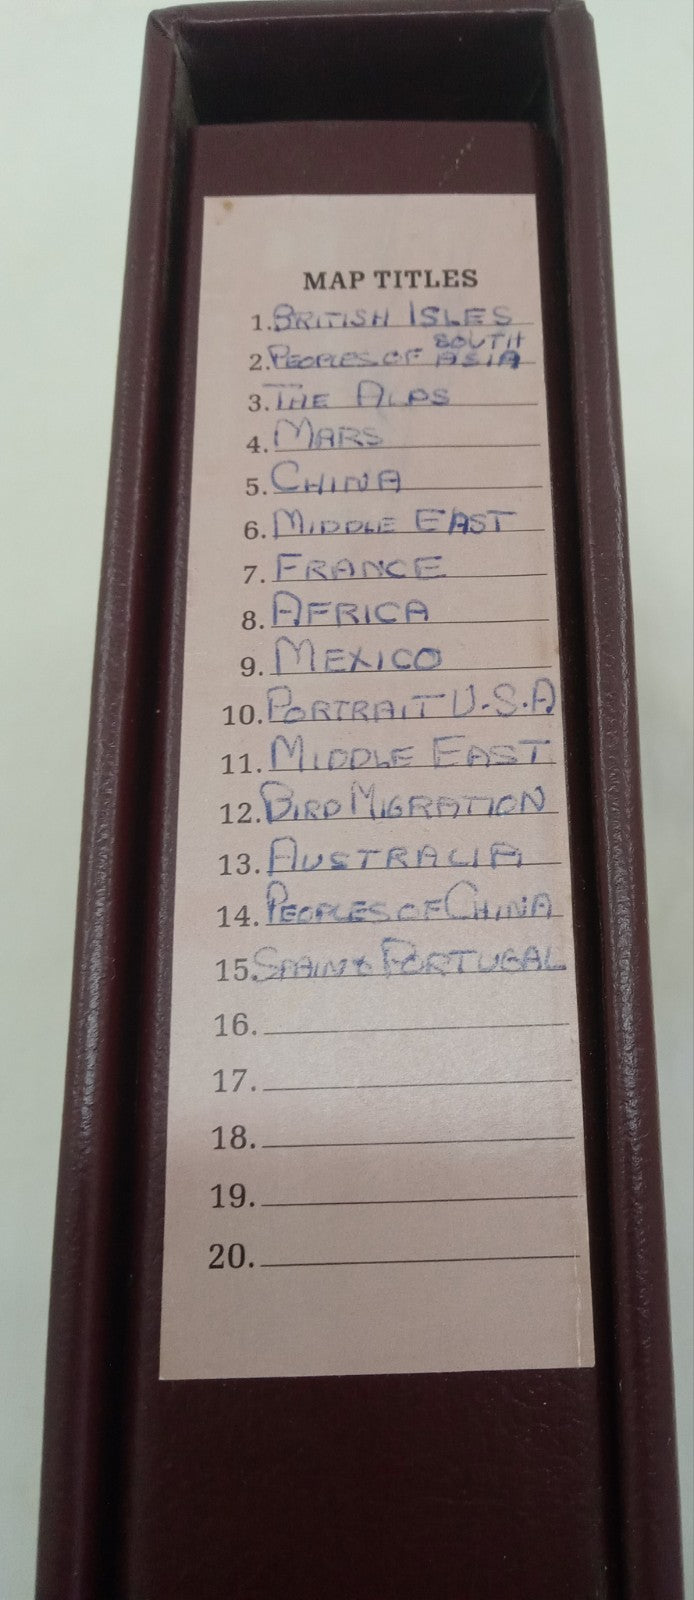 MAP TITLES
1. BRITISH ISLES
2. PEOPLES OF SOUTH ASIA
3. THE ALPS
4. MARS
5. CHINA
6. MIDDLE EAST
7. FRANCE
8. AFRICA
9. MEXICO
10. PORTRAIT U.S.A
11. MIDDLE EAST
12. BIRD MIGRATION
13. AUSTRALIA
14. PEOPLES OF CHINA
15. SPAIN & PORTUGAL
16.
17.
18.
19.
20.